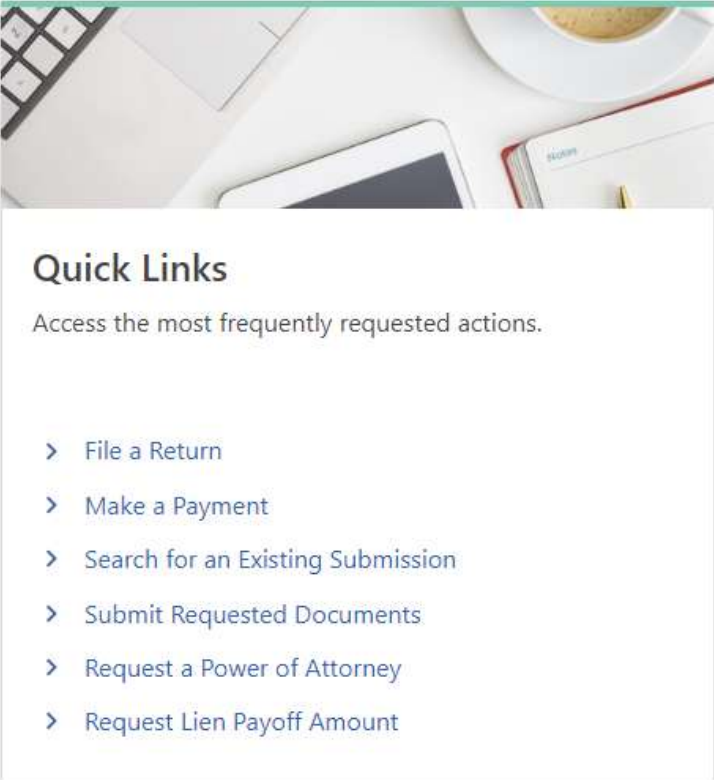 Notes
Quick Links
Access the most frequently requested actions.
File a Return
Make a Payment
Search for an Existing Submission
Submit Requested Documents
Request a Power of Attorney
Request Lien Payoff Amount